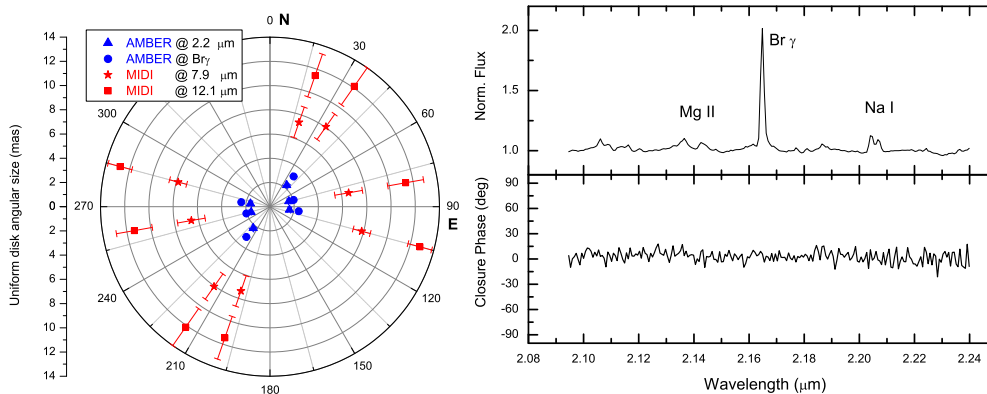 0 N
30
60
90
E
120
150
180
210
240
270
300
AMBER @ 2.2 μm
AMBER @ Brγ
MIDI @ 7.9 μm
MIDI @ 12.1 μm
Uniform disk angular size (mas)
14
12
10
8
6
4
2
0
2
4
6
8
10
12
14
Norm. Flux
2.0
1.5
1.0
Br γ
Mg II
Na I
Closure Phase (deg)
90
60
30
0
-30
-60
-90
2.08 2.10 2.12 2.14 2.16 2.18 2.20 2.22 2.24
Wavelength (μm)